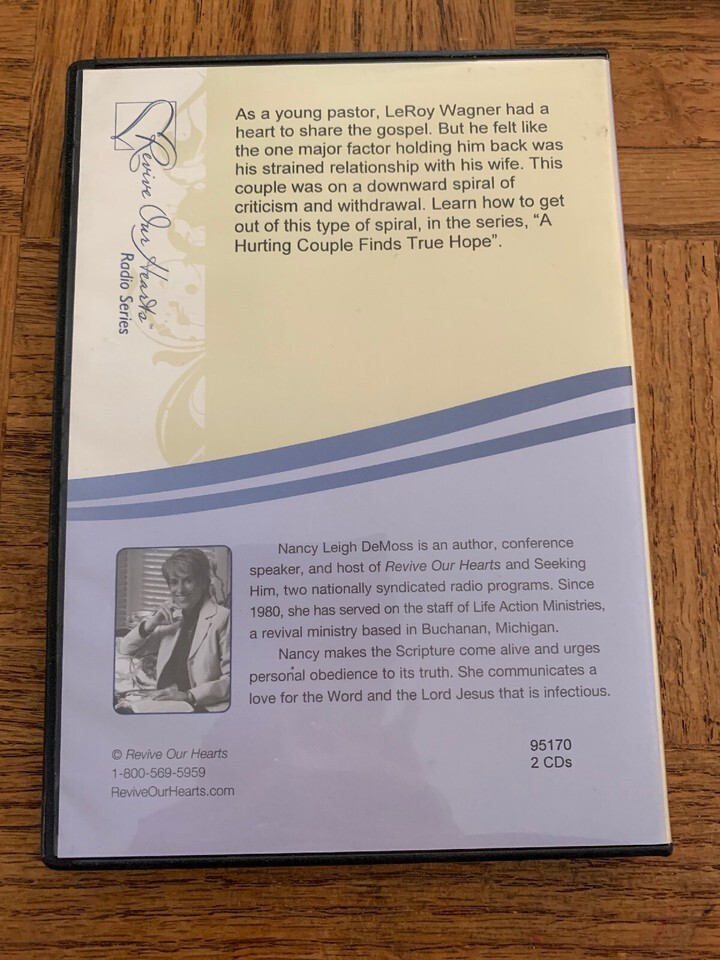 Revive Our Hearts
Radio Series
As a young pastor, LeRoy Wagner had a
heart to share the gospel. But he felt like
the one major factor holding him back was
his strained relationship with his wife. This
couple was on a downward spiral of
criticism and withdrawal. Learn how to get
out of this type of spiral, in the series, “A
Hurting Couple Finds True Hope”.
Nancy Leigh DeMoss is an author, conference
speaker, and host of Revive Our Hearts and Seeking
Him, two nationally syndicated radio programs. Since
1980, she has served on the staff of Life Action Ministries,
a revival ministry based in Buchanan, Michigan.
Nancy makes the Scripture come alive and urges
personal obedience to its truth. She communicates a
love for the Word and the Lord Jesus that is infectious.
© Revive Our Hearts
1-800-569-5959
ReviveOurHearts.com
95170
2 CDs